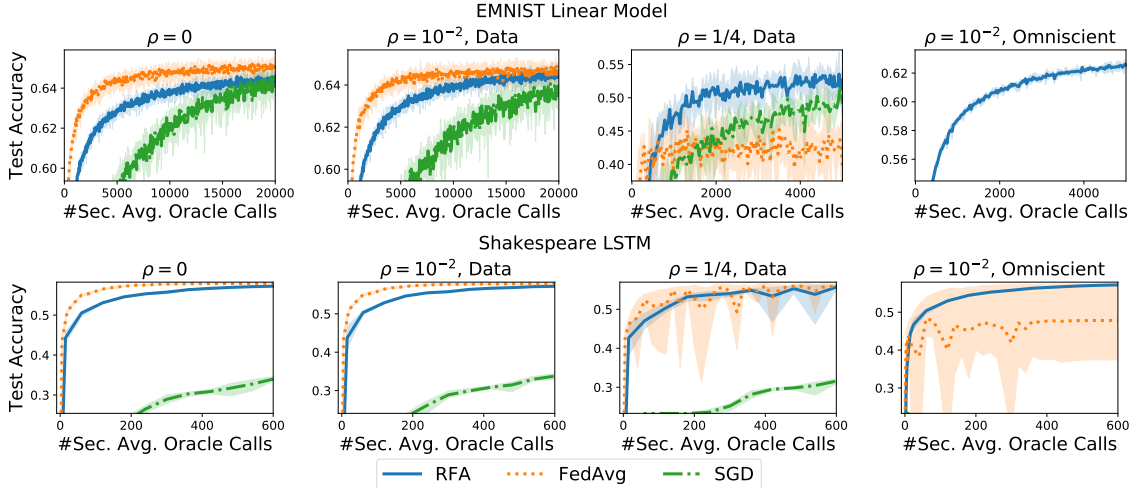 EMNIST Linear Model
ρ = 0
ρ = 10⁻², Data
ρ = 1/4, Data
ρ = 10⁻², Omniscient
Test Accuracy
0.64
0.62
0.60
0 5000 10000 15000 20000
#Sec. Avg. Oracle Calls
0.64
0.62
0.60
0 5000 10000 15000 20000
#Sec. Avg. Oracle Calls
0.55
0.50
0.45
0.40
0 2000 4000
#Sec. Avg. Oracle Calls
0.62
0.60
0.58
0.56
0 2000 4000
#Sec. Avg. Oracle Calls
Shakespeare LSTM
ρ = 0
ρ = 10⁻², Data
ρ = 1/4, Data
ρ = 10⁻², Omniscient
Test Accuracy
0.5
0.4
0.3
0 200 400 600
#Sec. Avg. Oracle Calls
0.5
0.4
0.3
0 200 400 600
#Sec. Avg. Oracle Calls
0.5
0.4
0.3
0 200 400 600
#Sec. Avg. Oracle Calls
0.5
0.4
0.3
0 200 400 600
#Sec. Avg. Oracle Calls
RFA FedAvg SGD